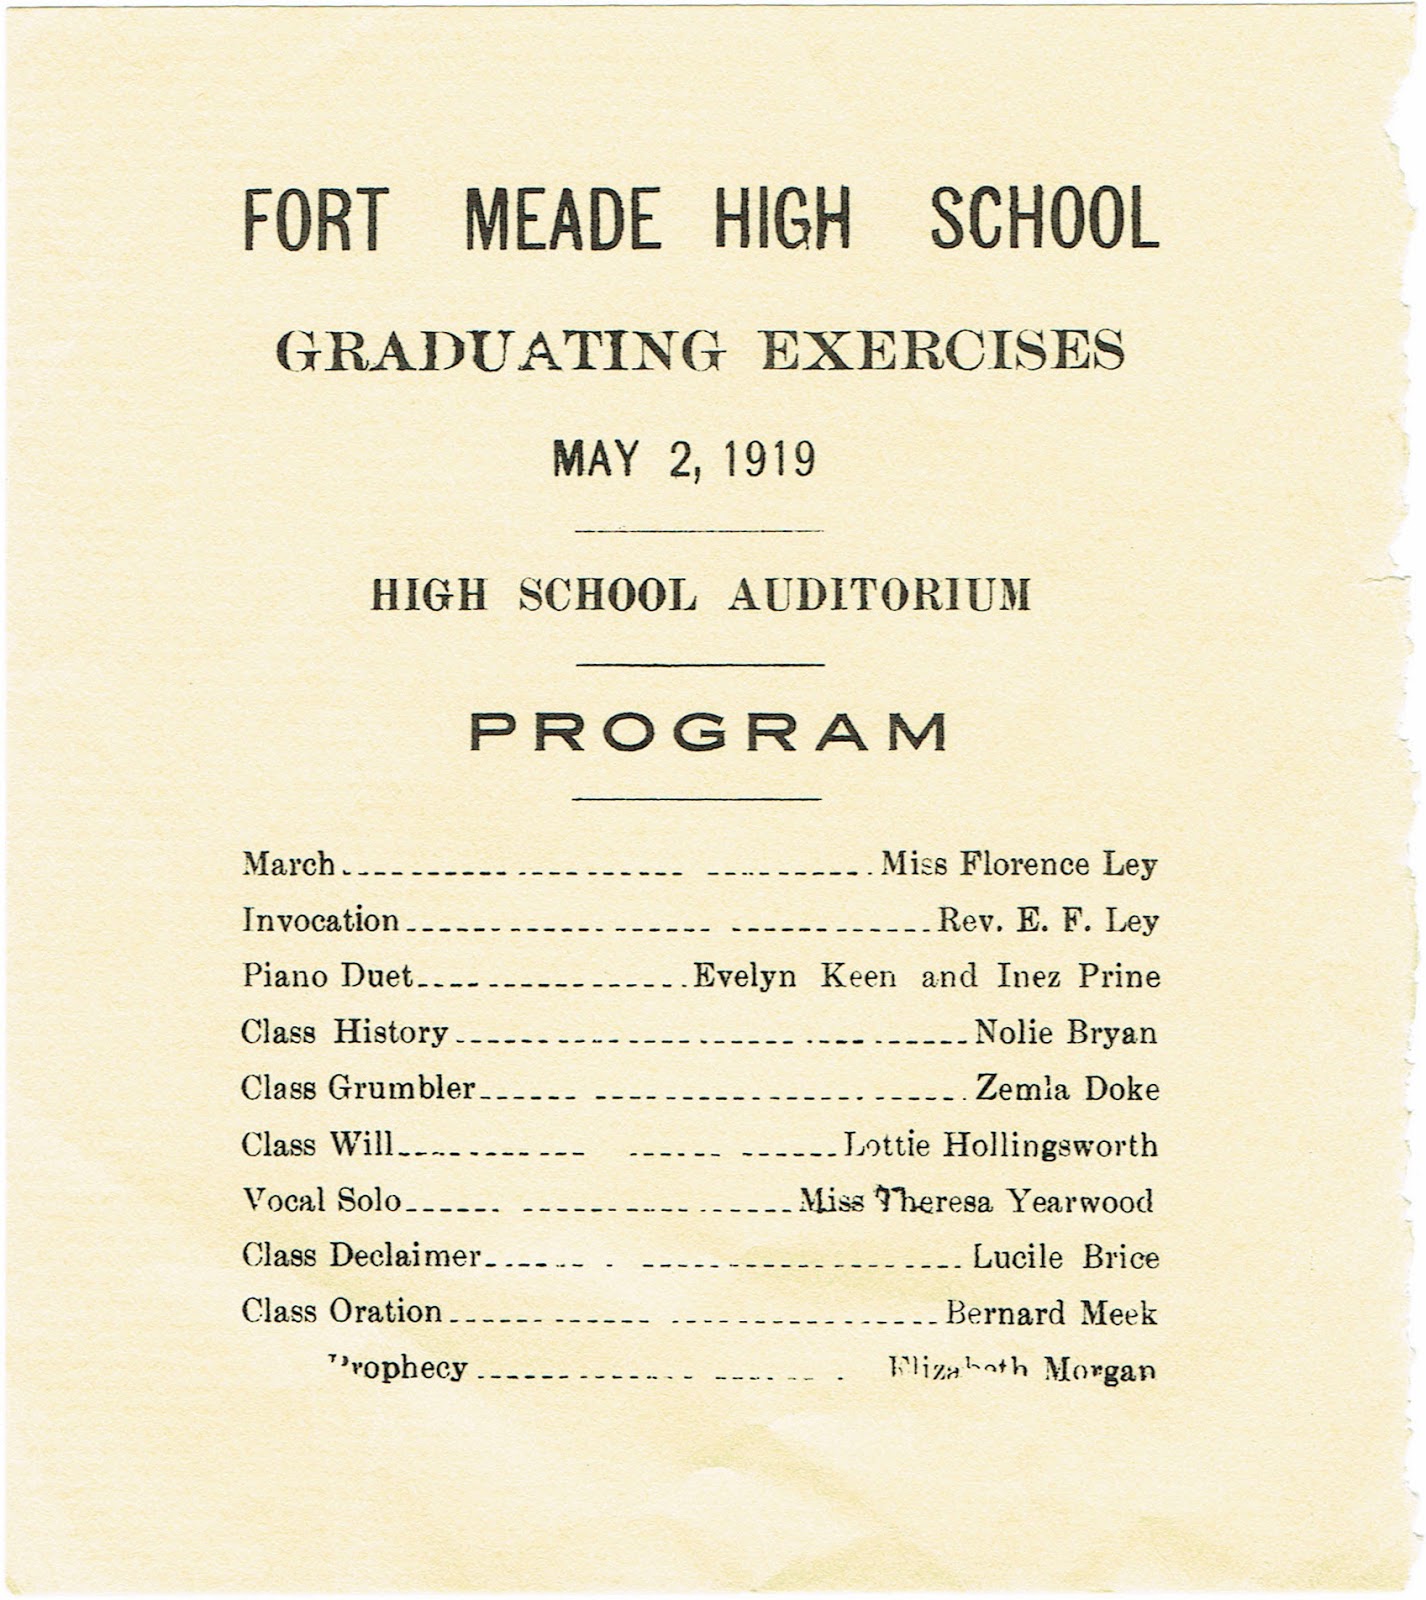 FORT MEADE HIGH SCHOOL
GRADUATING EXERCISES
MAY 2, 1919
HIGH SCHOOL AUDITORIUM
PROGRAM
March Miss Florence Ley
Invocation Rev. E. F. Ley
Piano Duet Evelyn Keen and Inez Prine
Class History Nolie Bryan
Class Grumbler Zemla Doke
Class Will Lottie Hollingsworth
Vocal Solo Miss Theresa Yearwood
Class Declaimer Lucile Brice
Class Oration Bernard Meek
Prophecy Elizabeth Morgan